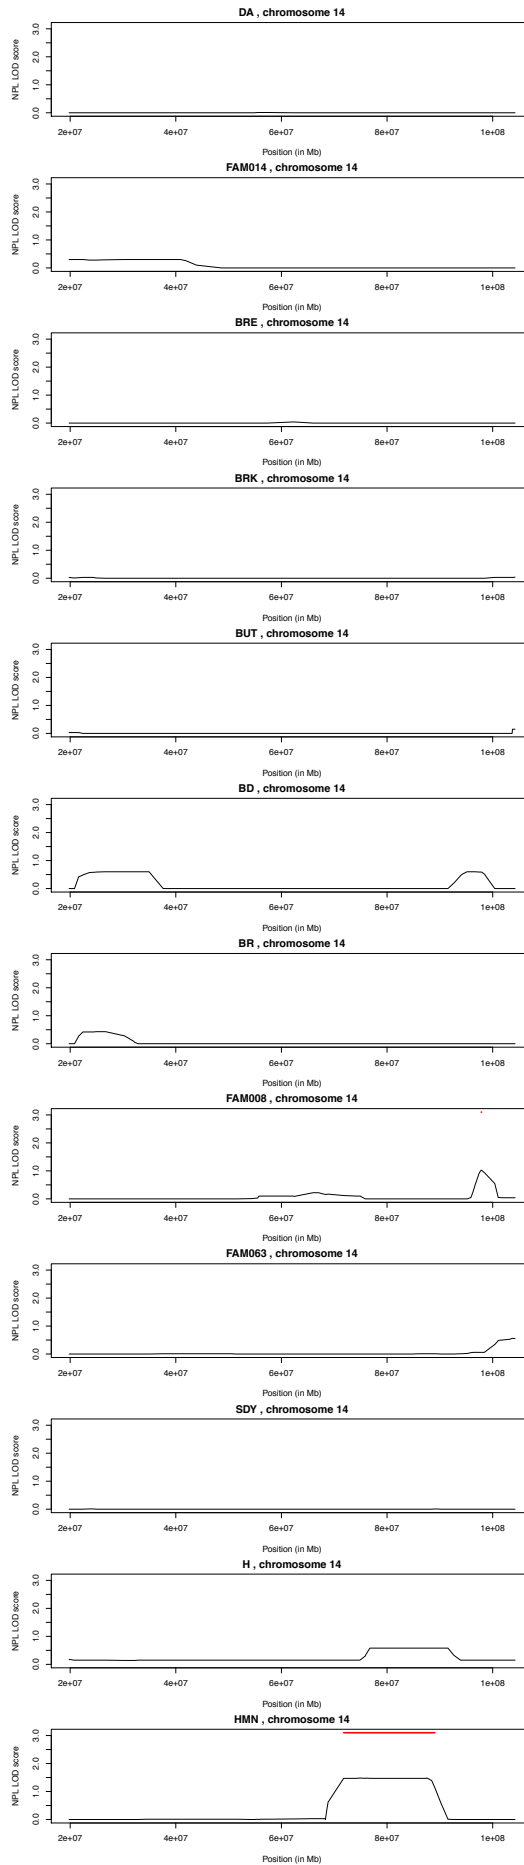 DA , chromosome 14
NPL LOD score
0.0 1.0 2.0 3.0
2e+07 4e+07 6e+07 8e+07 1e+08
Position (in Mb)
FAM014 , chromosome 14
NPL LOD score
0.0 1.0 2.0 3.0
2e+07 4e+07 6e+07 8e+07 1e+08
Position (in Mb)
BRE , chromosome 14
NPL LOD score
0.0 1.0 2.0 3.0
2e+07 4e+07 6e+07 8e+07 1e+08
Position (in Mb)
BRK , chromosome 14
NPL LOD score
0.0 1.0 2.0 3.0
2e+07 4e+07 6e+07 8e+07 1e+08
Position (in Mb)
BUT , chromosome 14
NPL LOD score
0.0 1.0 2.0 3.0
2e+07 4e+07 6e+07 8e+07 1e+08
Position (in Mb)
BD , chromosome 14
NPL LOD score
0.0 1.0 2.0 3.0
2e+07 4e+07 6e+07 8e+07 1e+08
Position (in Mb)
BR , chromosome 14
NPL LOD score
0.0 1.0 2.0 3.0
2e+07 4e+07 6e+07 8e+07 1e+08
Position (in Mb)
FAM008 , chromosome 14
NPL LOD score
0.0 1.0 2.0 3.0
2e+07 4e+07 6e+07 8e+07 1e+08
Position (in Mb)
FAM063 , chromosome 14
NPL LOD score
0.0 1.0 2.0 3.0
2e+07 4e+07 6e+07 8e+07 1e+08
Position (in Mb)
SDY , chromosome 14
NPL LOD score
0.0 1.0 2.0 3.0
2e+07 4e+07 6e+07 8e+07 1e+08
Position (in Mb)
H , chromosome 14
NPL LOD score
0.0 1.0 2.0 3.0
2e+07 4e+07 6e+07 8e+07 1e+08
Position (in Mb)
HMN , chromosome 14
NPL LOD score
0.0 1.0 2.0 3.0
2e+07 4e+07 6e+07 8e+07 1e+08
Position (in Mb)